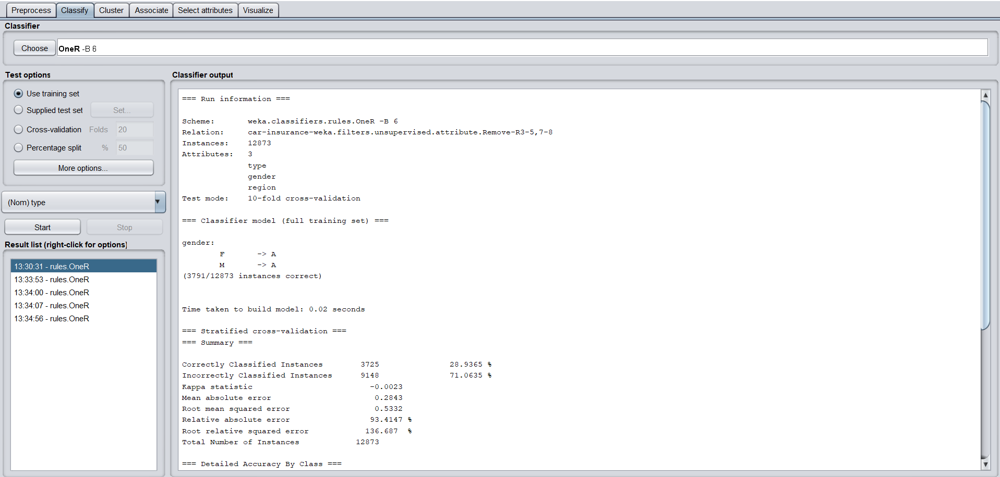 Preprocess Classify Cluster Associate Select attributes Visualize
Classifier
Choose OneR -B 6
Test options
Use training set
Supplied test set Set...
Cross-validation Folds 20
Percentage split % 50
More options...
(Nom) type
Start Stop
Result list (right-click for options)
13:30:31 - rules.OneR
13:33:53 - rules.OneR
13:34:00 - rules.OneR
13:34:07 - rules.OneR
13:34:56 - rules.OneR
Classifier output
=== Run information ===
Scheme: weka.classifiers.rules.OneR -B 6
Relation: car-insurance-weka.filters.unsupervised.attribute.Remove-R3-5,7-8
Instances: 12873
Attributes: 3
type
gender
region
Test mode: 10-fold cross-validation
=== Classifier model (full training set) ===
gender:
F -> A
M -> A
(3791/12873 instances correct)
Time taken to build model: 0.02 seconds
=== Stratified cross-validation ===
=== Summary ===
Correctly Classified Instances 3725 28.9365 %
Incorrectly Classified Instances 9148 71.0635 %
Kappa statistic -0.0023
Mean absolute error 0.2843
Root mean squared error 0.5332
Relative absolute error 93.4147 %
Root relative squared error 136.687 %
Total Number of Instances 12873
=== Detailed Accuracy By Class ===